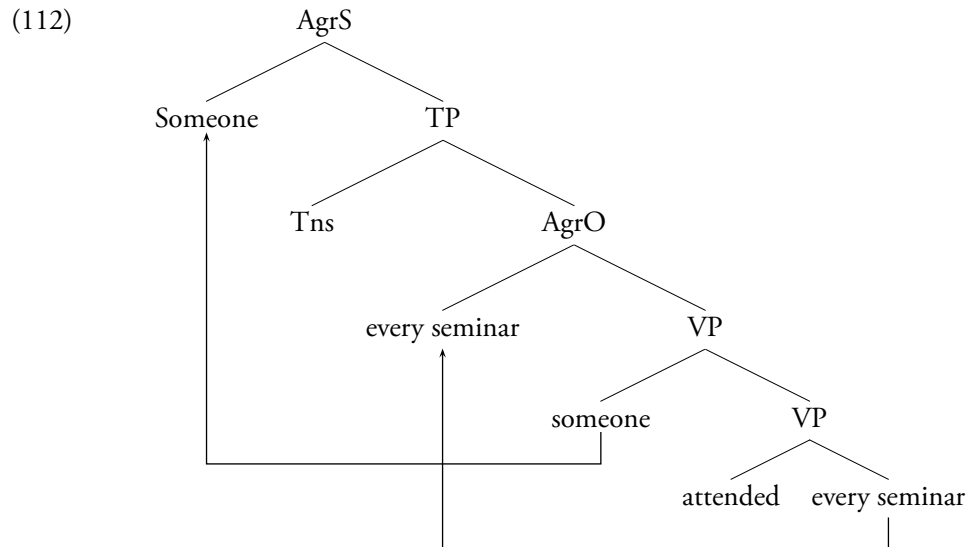 (112) AgrS
Someone TP
Tns AgrO
every seminar VP
someone VP
attended every seminar